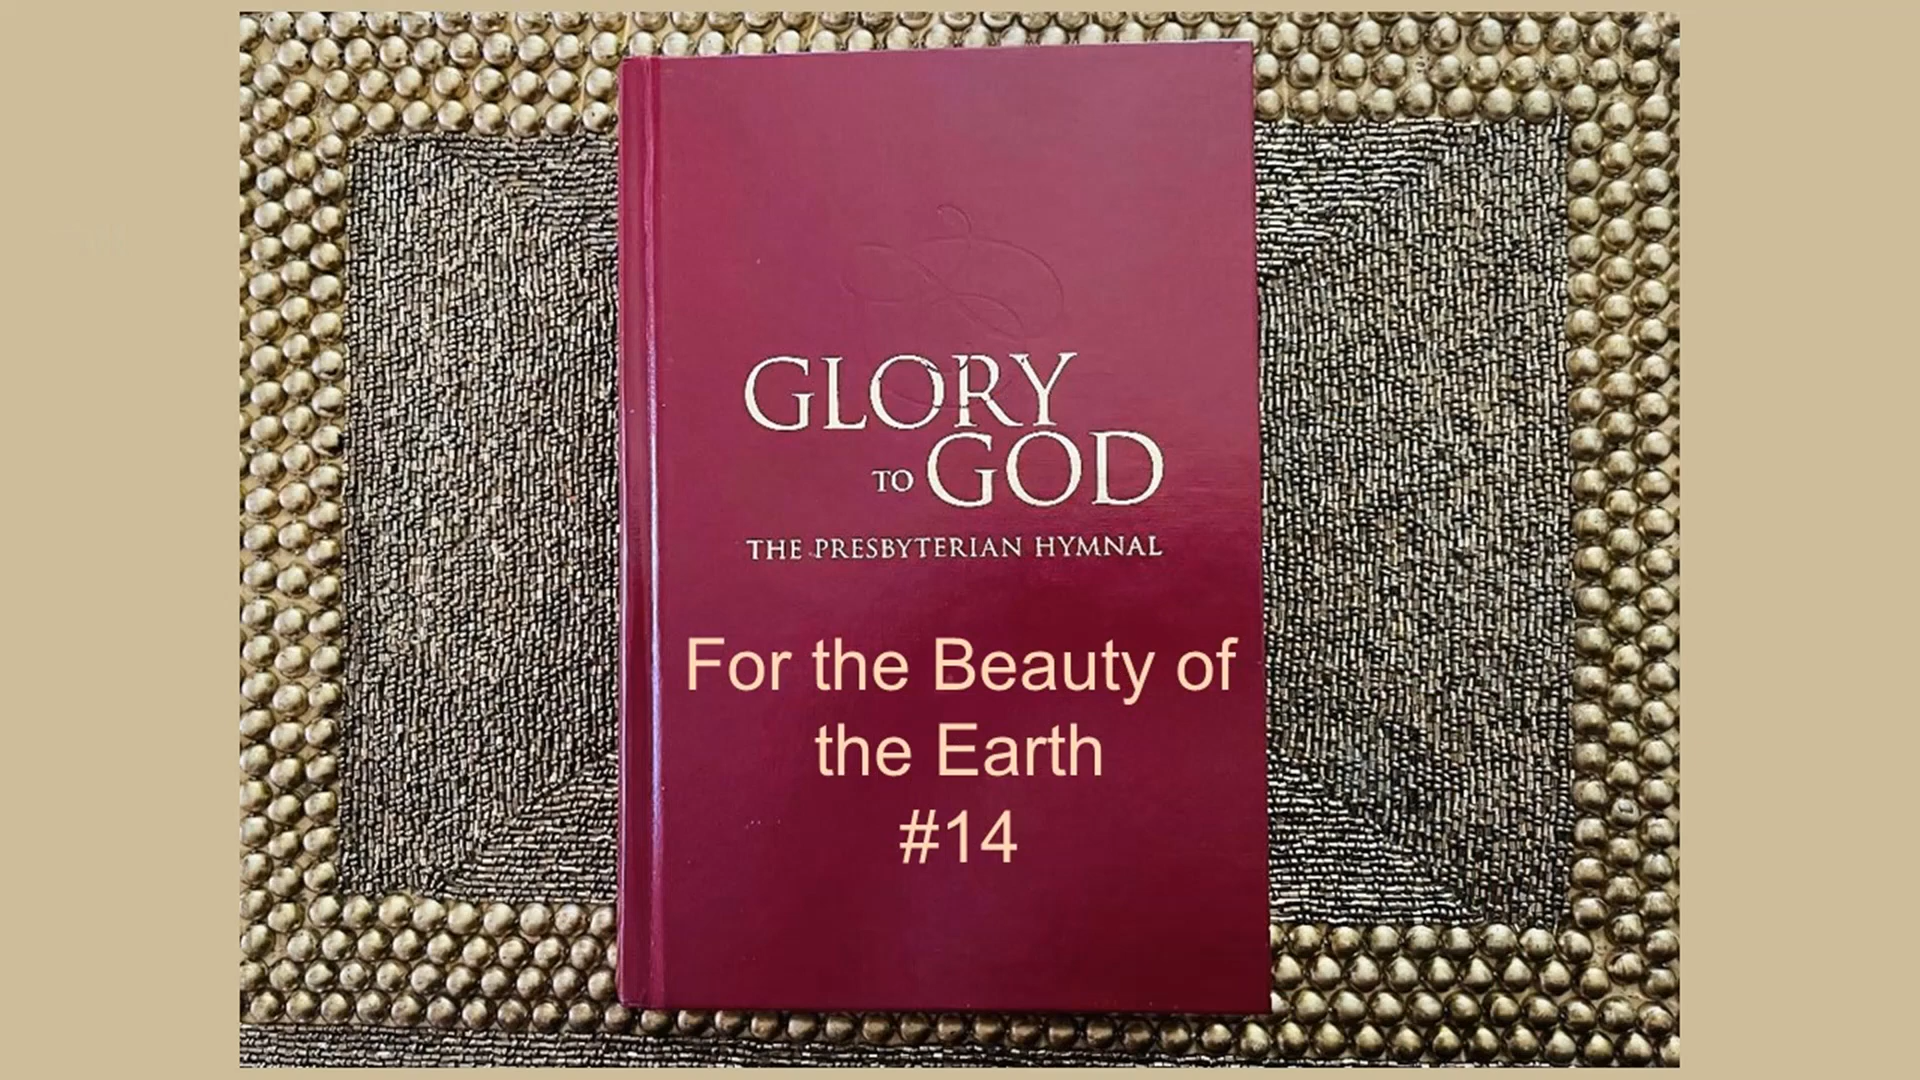 GLORY
TO GOD
THE PRESBYTERIAN HYMNAL
For the Beauty of
the Earth
#14